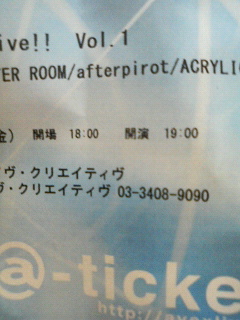 ive!! Vol.1
ER ROOM/afterpirot/ACRYLI
金) 開場 18:00 開演 19:00
ヴ・クリエイティヴ
ヴ・クリエイティヴ 03-3408-9090
@-ticke
http://